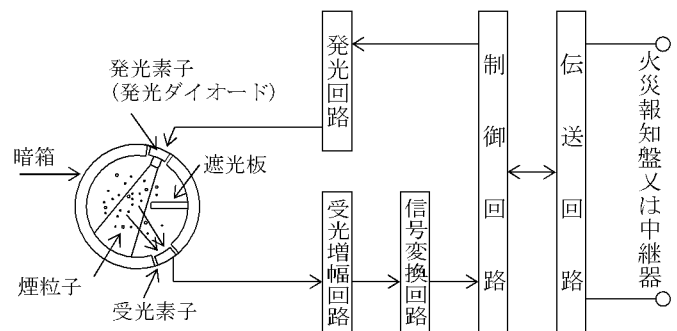 発光素子
(発光ダイオード)
暗箱
遮光板
煙粒子
受光素子
発光回路
受光増幅回路
信号変換回路
制御回路
伝送回路
火災報知盤又は中継器